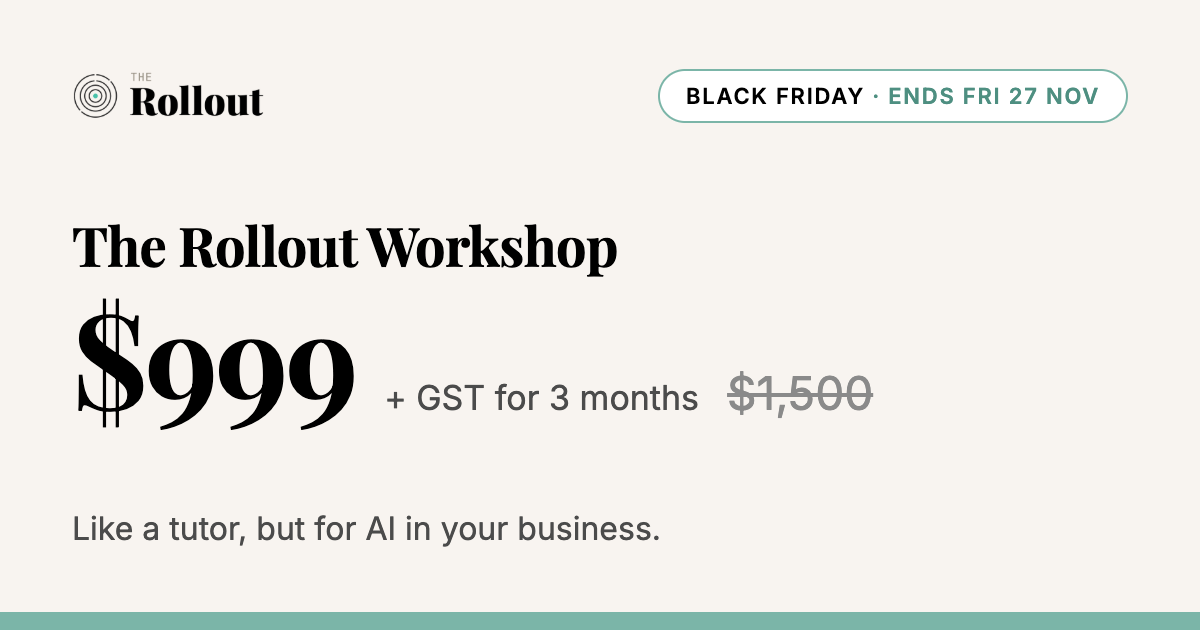 THE
Rollout
BLACK FRIDAY · ENDS FRI 27 NOV
The Rollout Workshop
$999 + GST for 3 months $1,500
Like a tutor, but for AI in your business.